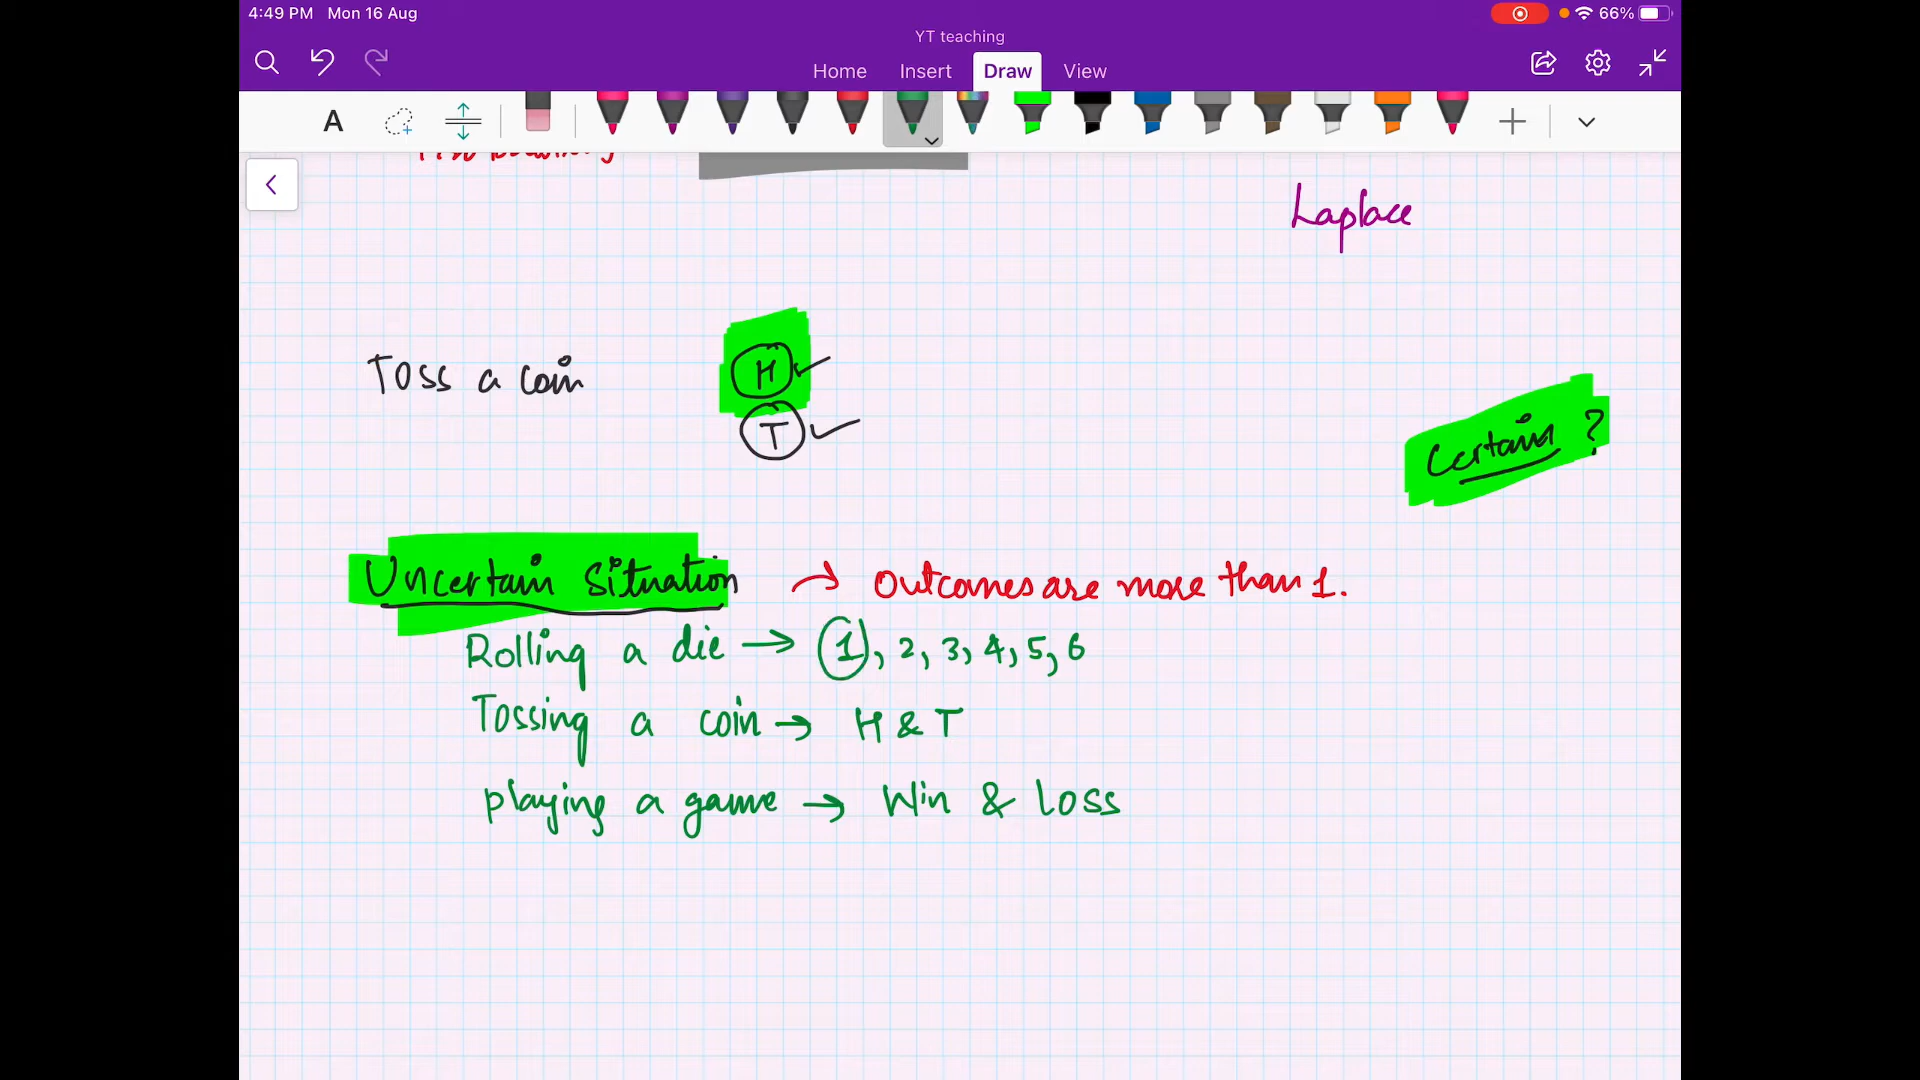 4:49 PM Mon 16 Aug
66%
YT teaching
Home Insert Draw View
A
Laplace
Toss a coin
H
T
Certain ?
Uncertain Situation → Outcomes are more than 1.
Rolling a die → 1, 2, 3, 4, 5, 6
Tossing a coin → H & T
playing a game → Win & Loss